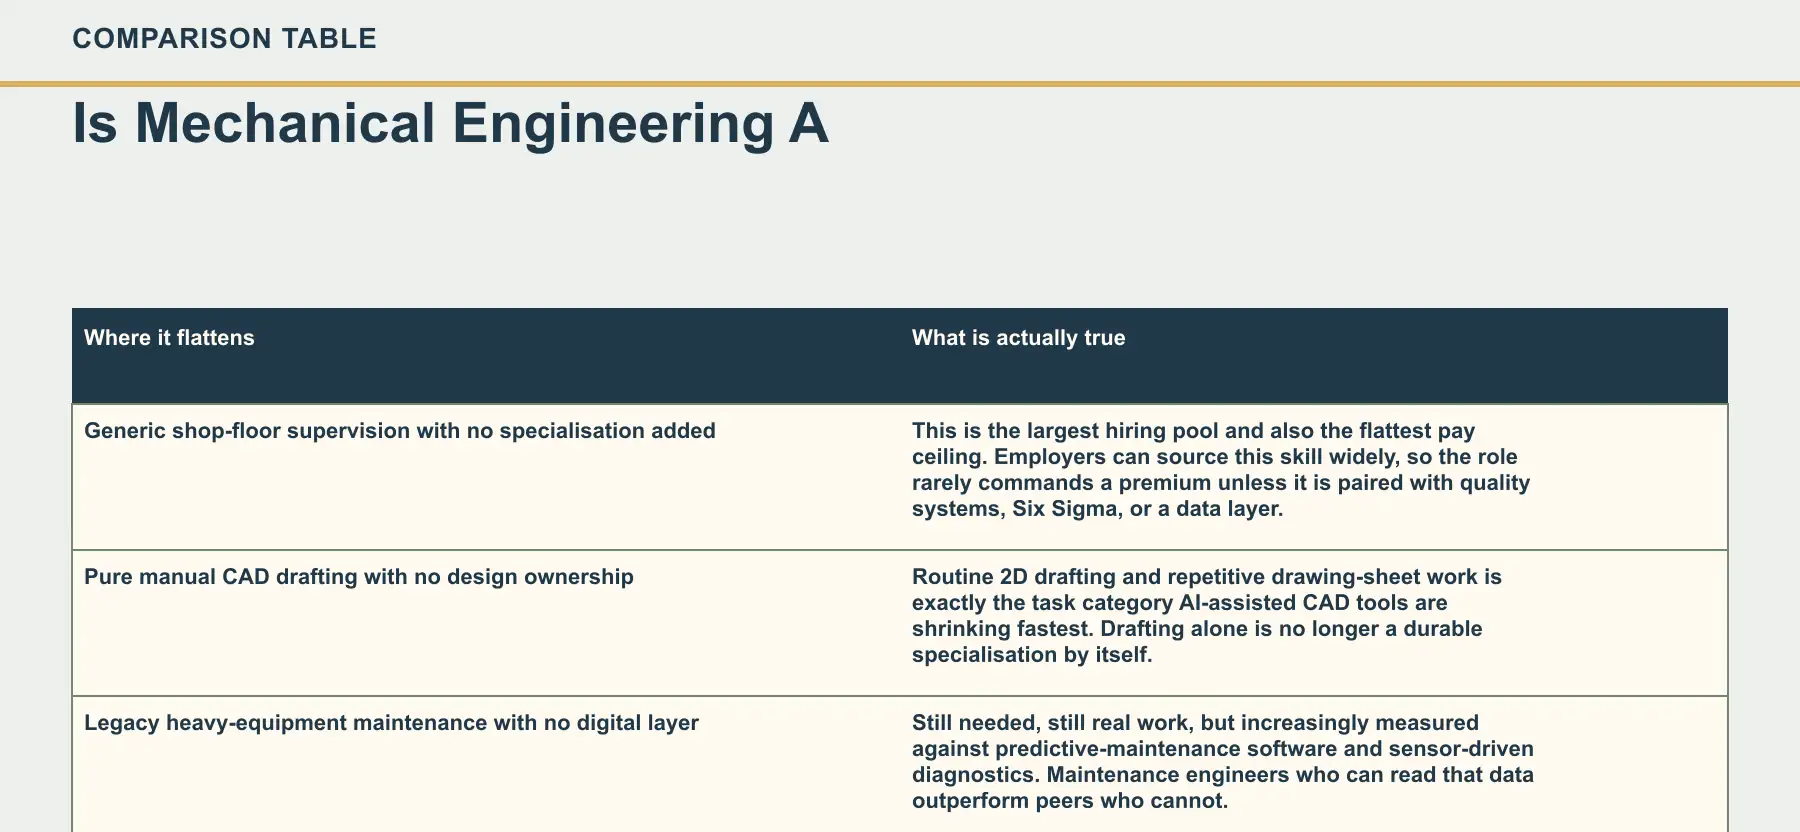 COMPARISON TABLE
Is Mechanical Engineering A
Where it flattens
What is actually true
Generic shop-floor supervision with no specialisation added
This is the largest hiring pool and also the flattest pay
ceiling. Employers can source this skill widely, so the role
rarely commands a premium unless it is paired with quality
systems, Six Sigma, or a data layer.
Pure manual CAD drafting with no design ownership
Routine 2D drafting and repetitive drawing-sheet work is
exactly the task category AI-assisted CAD tools are
shrinking fastest. Drafting alone is no longer a durable
specialisation by itself.
Legacy heavy-equipment maintenance with no digital layer
Still needed, still real work, but increasingly measured
against predictive-maintenance software and sensor-driven
diagnostics. Maintenance engineers who can read that data
outperform peers who cannot.